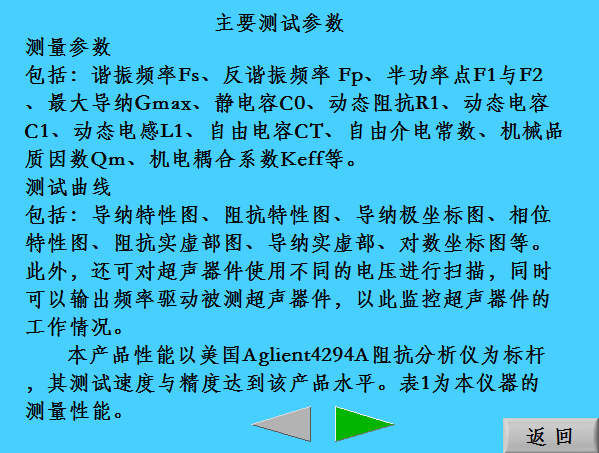 主要测试参数
测量参数
包括：谐振频率Fs、反谐振频率 Fp、半功率点F1与F2
、最大导纳Gmax、静电容C0、动态阻抗R1、动态电容
C1、动态电感L1、自由电容CT、自由介电常数、机械品
质因数Qm、机电耦合系数Keff等。
测试曲线
包括：导纳特性图、阻抗特性图、导纳极坐标图、相位
特性图、阻抗实虚部图、导纳实虚部、对数坐标图等。
此外，还可对超声器件使用不同的电压进行扫描，同时
可以输出频率驱动被测超声器件，以此监控超声器件的
工作情况。
本产品性能以美国Aglient4294A阻抗分析仪为标杆
，其测试速度与精度达到该产品水平。表1为本仪器的
测量性能。
返回